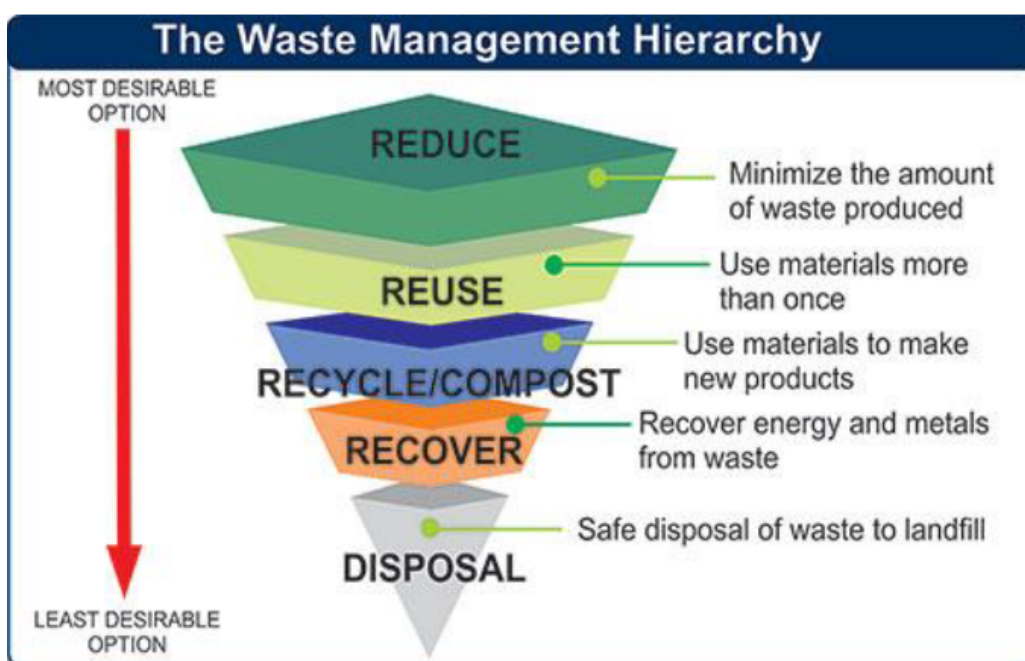 The Waste Management Hierarchy
MOST DESIRABLE
OPTION
REDUCE
Minimize the amount
of waste produced
REUSE
Use materials more
than once
RECYCLE/COMPOST
Use materials to make
new products
RECOVER
Recover energy and metals
from waste
DISPOSAL
Safe disposal of waste to landfill
LEAST DESIRABLE
OPTION